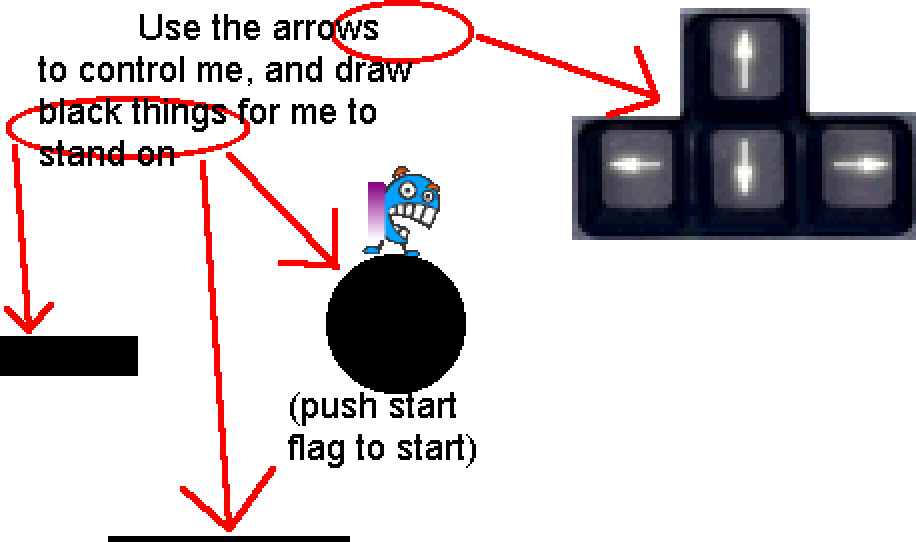 Use the arrows
to control me, and draw
black things for me to
stand on
(push start
flag to start)